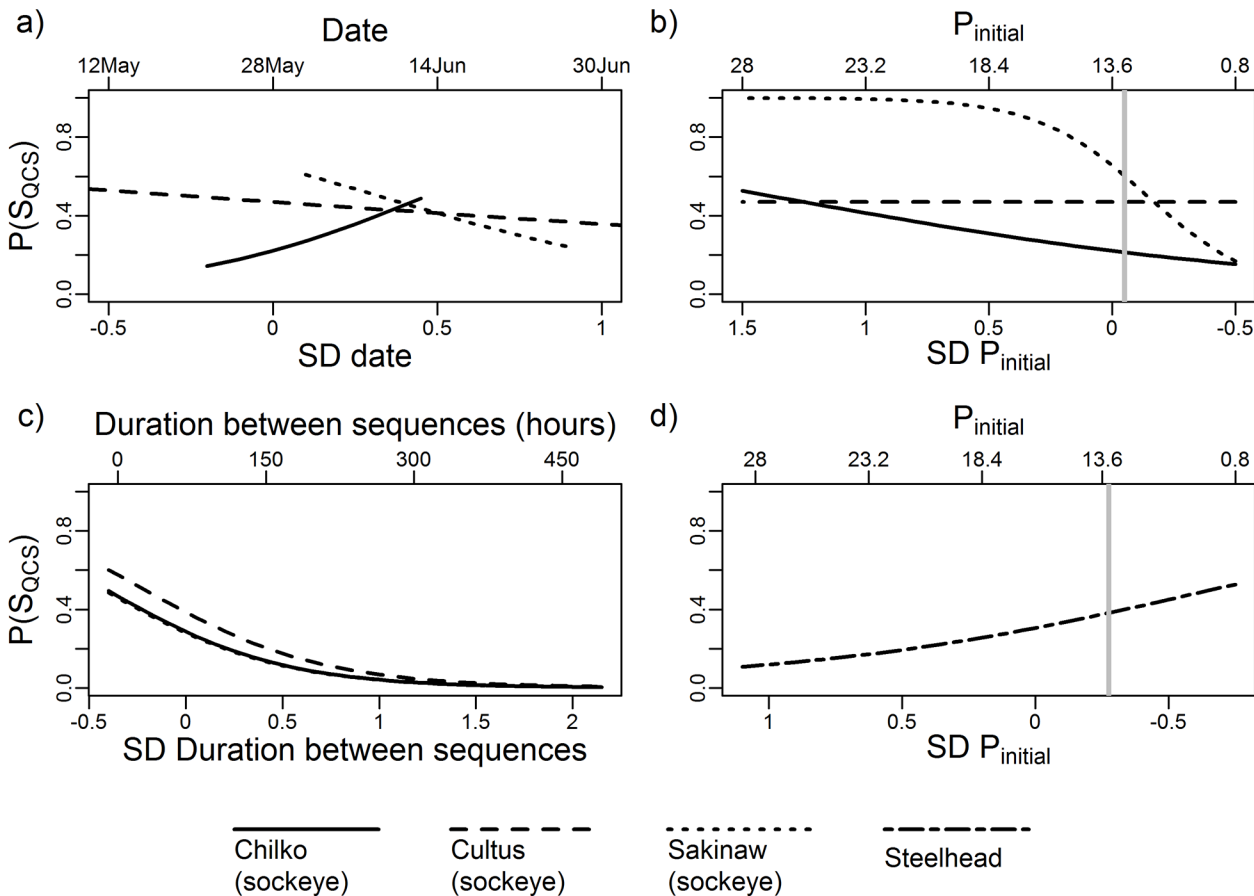 a)
Date
12May 28May 14Jun 30Jun
P(SQCS)
0.0 0.4 0.8
-0.5 0 0.5 1
SD date
b)
Pinitial
28 23.2 18.4 13.6 0.8
0.0 0.4 0.8
1.5 1 0.5 0 -0.5
SD Pinitial
c)
Duration between sequences (hours)
0 150 300 450
P(SQCS)
0.0 0.4 0.8
-0.5 0 0.5 1 1.5 2
SD Duration between sequences
d)
Pinitial
28 23.2 18.4 13.6 0.8
0.0 0.4 0.8
1 0.5 0 -0.5
SD Pinitial
Chilko
(sockeye)
Cultus
(sockeye)
Sakinaw
(sockeye)
Steelhead